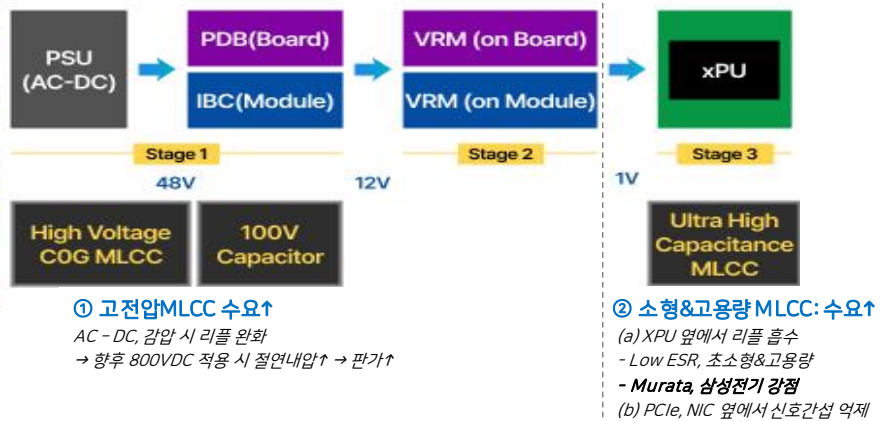 PSU
(AC-DC)
PDB(Board)
IBC(Module)
VRM (on Board)
VRM (on Module)
xPU
Stage 1
Stage 2
Stage 3
48V
12V
1V
High Voltage
C0G MLCC
100V
Capacitor
Ultra High
Capacitance
MLCC
① 고전압MLCC 수요↑
AC – DC, 감압 시 리플 완화
→ 향후 800VDC 적용 시 절연내압↑ → 판가↑
② 소형&고용량 MLCC: 수요↑
(a) XPU 옆에서 리플 흡수
- Low ESR, 초소형&고용량
- Murata, 삼성전기 강점
(b) PCIe, NIC 옆에서 신호간섭 억제